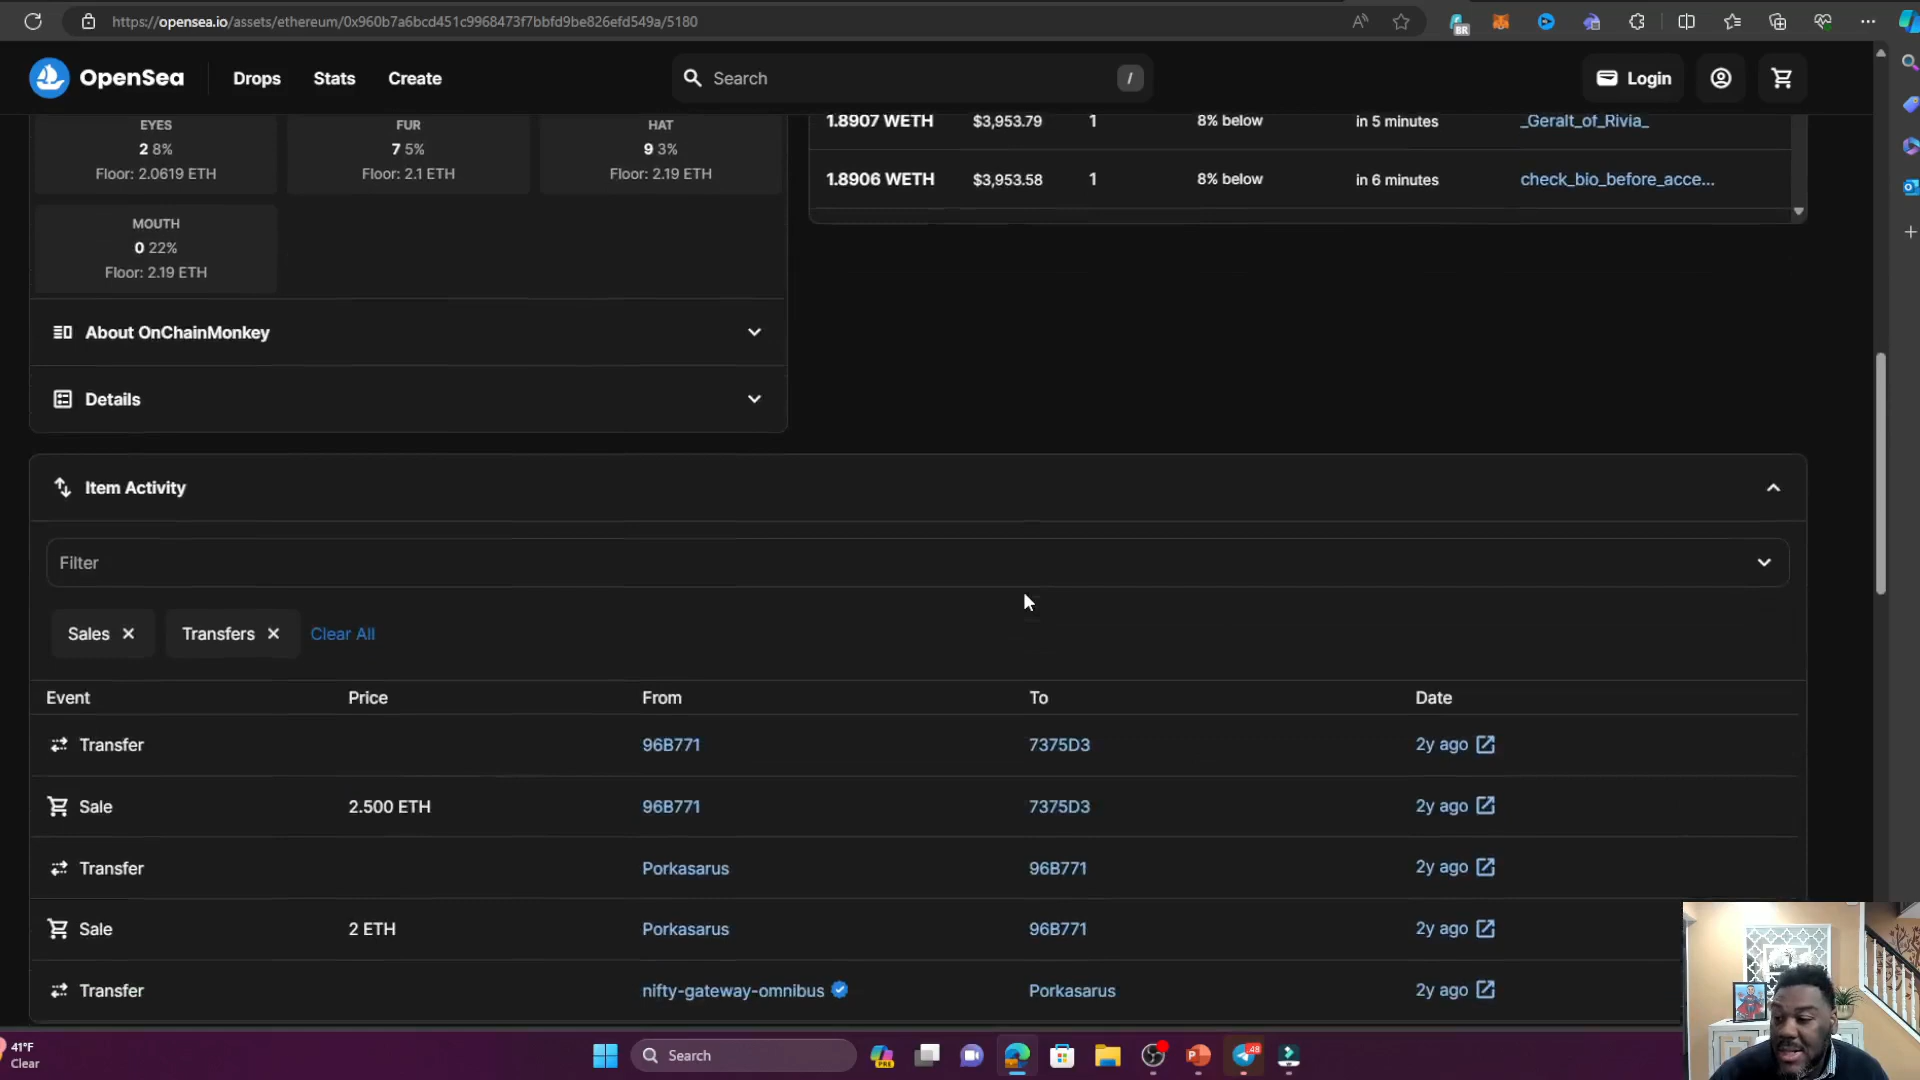 https://opensea.io/assets/ethereum/0x960b7a6bcd451c9968473f7bbfd9be826efd549a/5180
OpenSea Drops Stats Create Search / Login
EYES FUR HAT
2 8% 7 5% 9 3%
Floor: 2.0619 ETH Floor: 2.1 ETH Floor: 2.19 ETH
MOUTH
0 22%
Floor: 2.19 ETH
1.8907 WETH $3,953.79 1 8% below in 5 minutes _Geralt_of_Rivia_
1.8906 WETH $3,953.58 1 8% below in 6 minutes check_bio_before_acce...
About OnChainMonkey
Details
Item Activity
Filter
Sales Transfers Clear All
Event Price From To Date
Transfer 96B771 7375D3 2y ago
Sale 2.500 ETH 96B771 7375D3 2y ago
Transfer Porkasarus 96B771 2y ago
Sale 2 ETH Porkasarus 96B771 2y ago
Transfer nifty-gateway-omnibus Porkasarus 2y ago
41°F
Clear
Search
PRE
48
BR